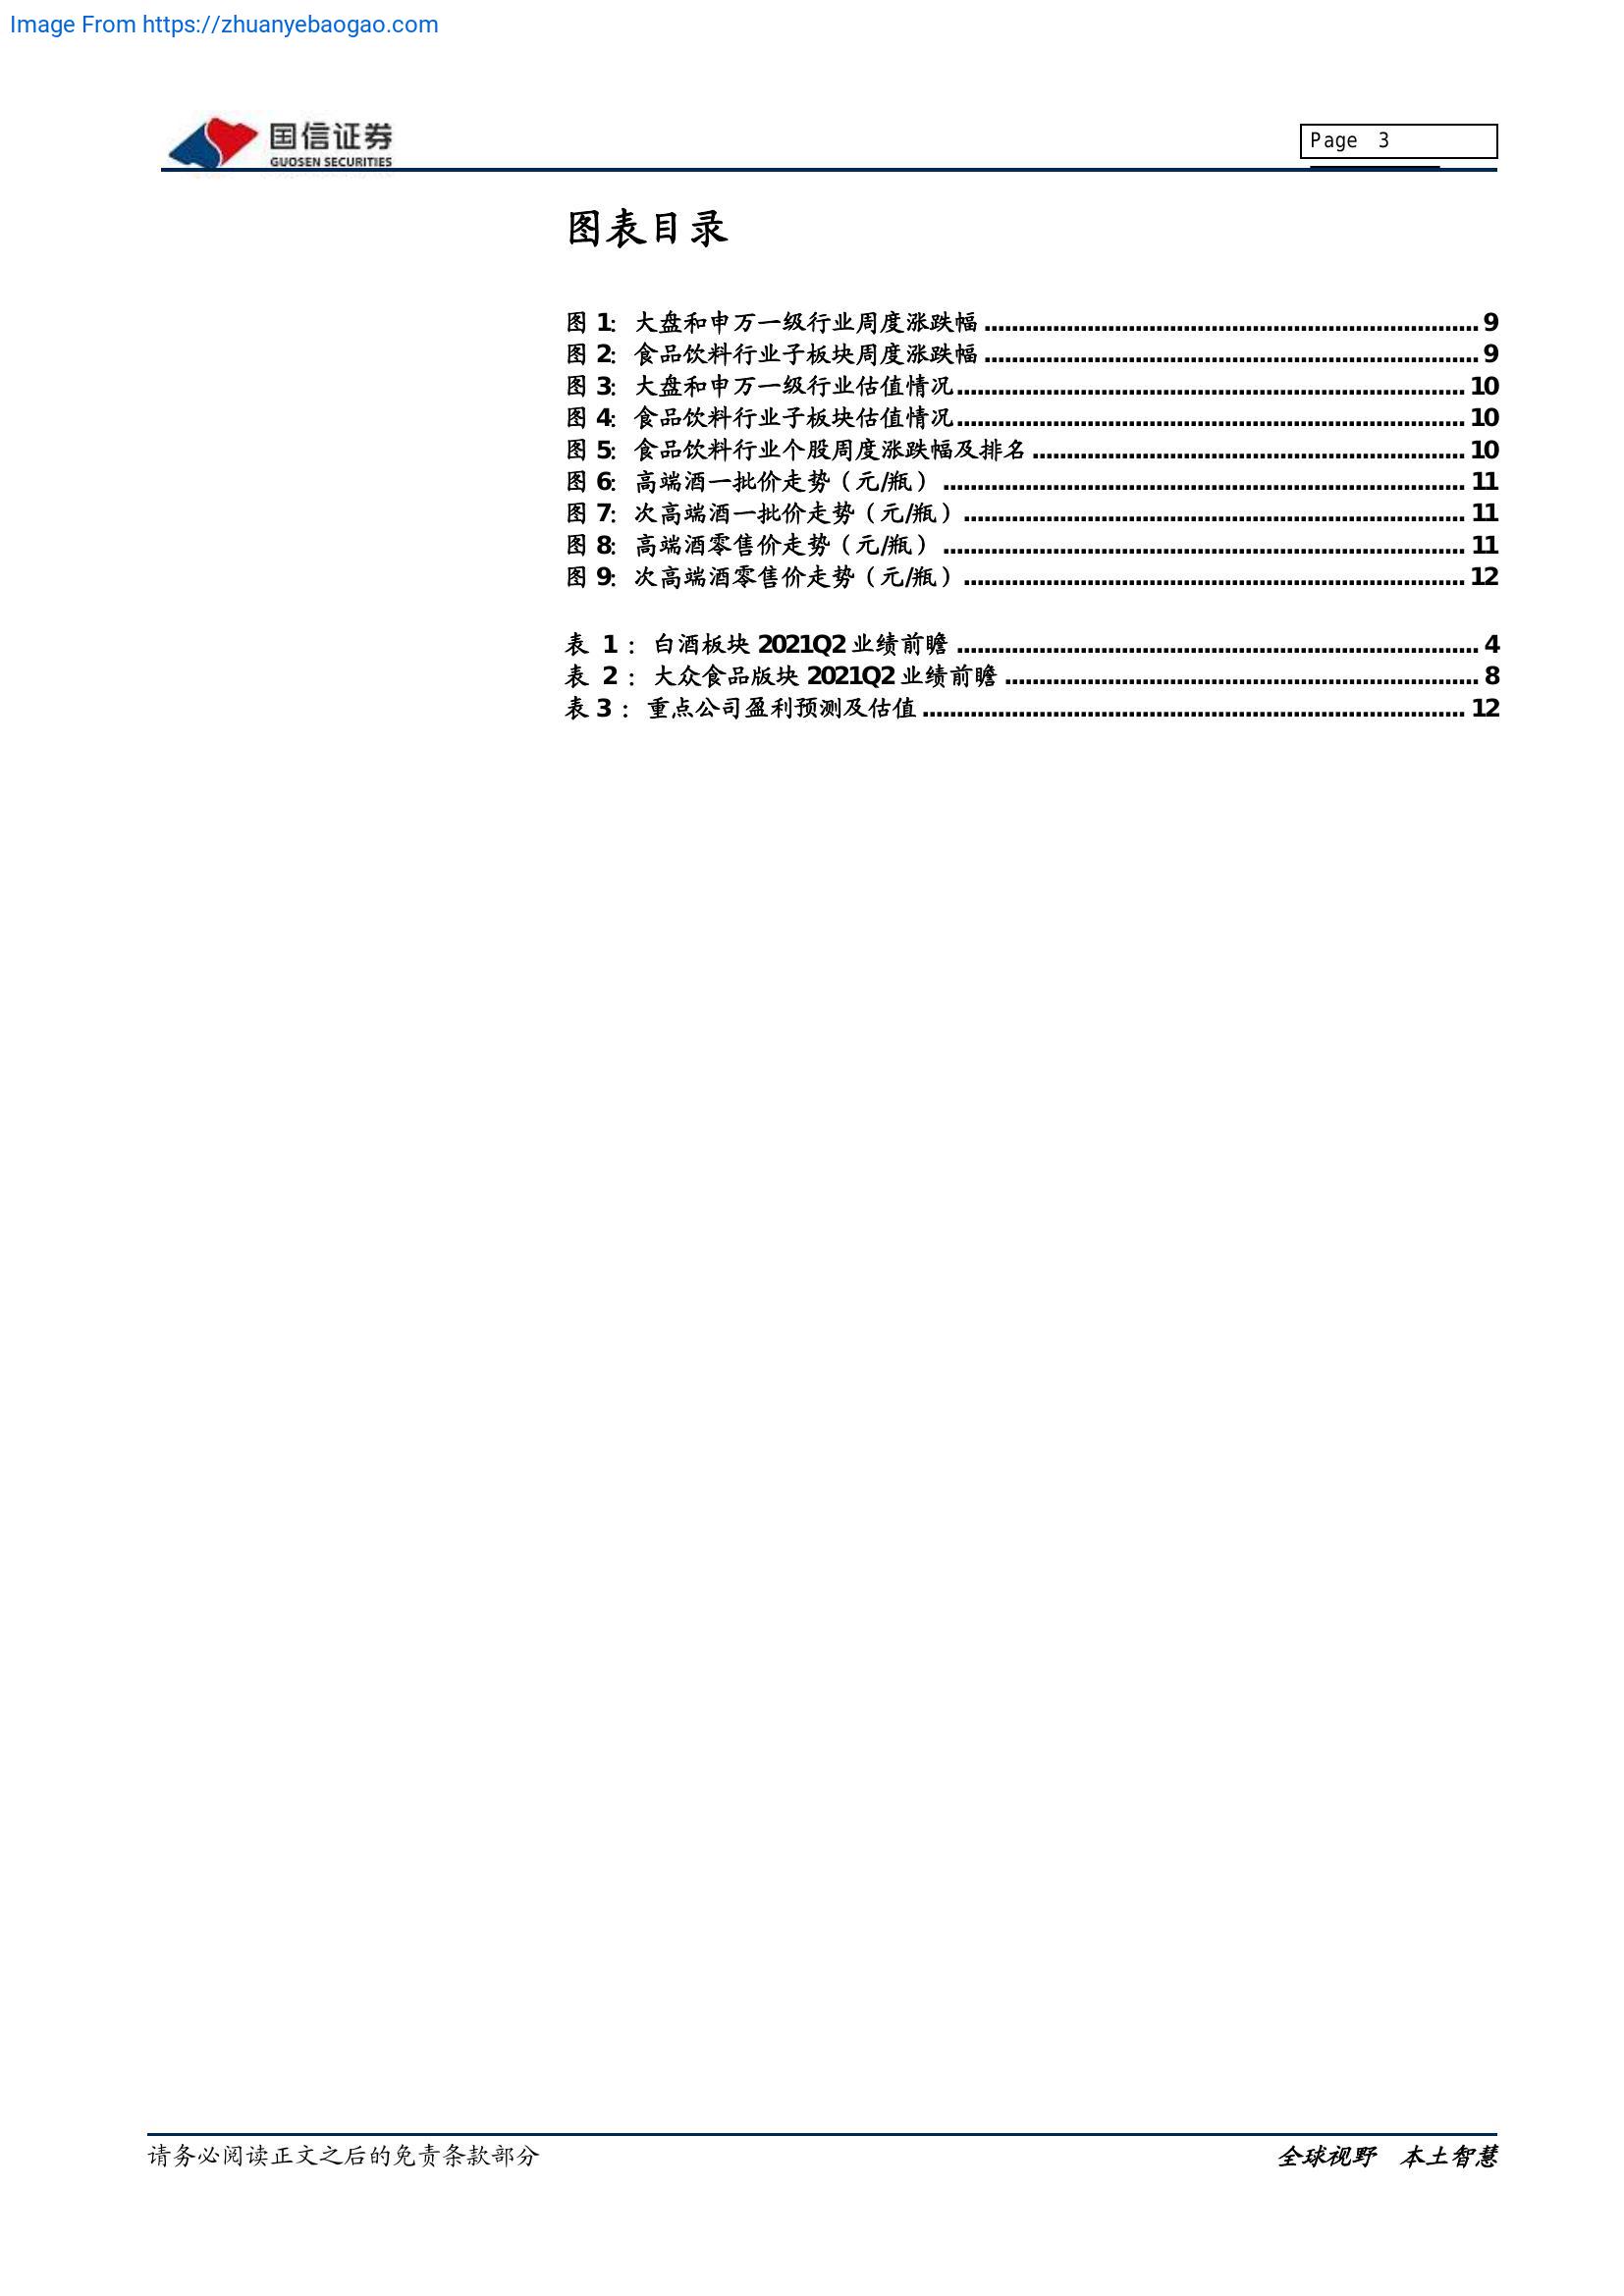 Image From https://zhuanyebaogao.com
国信证券
GUOSEN SECURITIES
Page 3
图表目录
图 1: 大盘和申万一级行业周度涨跌幅 ........................................................................ 9
图 2: 食品饮料行业子板块周度涨跌幅 ........................................................................ 9
图 3: 大盘和申万一级行业估值情况.......................................................................... 10
图 4: 食品饮料行业子板块估值情况.......................................................................... 10
图 5: 食品饮料行业个股周度涨跌幅及排名 ............................................................... 10
图 6: 高端酒一批价走势（元/瓶） ............................................................................ 11
图 7: 次高端酒一批价走势（元/瓶） ......................................................................... 11
图 8: 高端酒零售价走势（元/瓶） ............................................................................ 11
图 9: 次高端酒零售价走势（元/瓶） ......................................................................... 12
表 1：白酒板块 2021Q2 业绩前瞻 ............................................................................ 4
表 2：大众食品版块 2021Q2 业绩前瞻 ..................................................................... 8
表 3：重点公司盈利预测及估值 ............................................................................... 12
请务必阅读正文之后的免责条款部分
全球视野 本土智慧